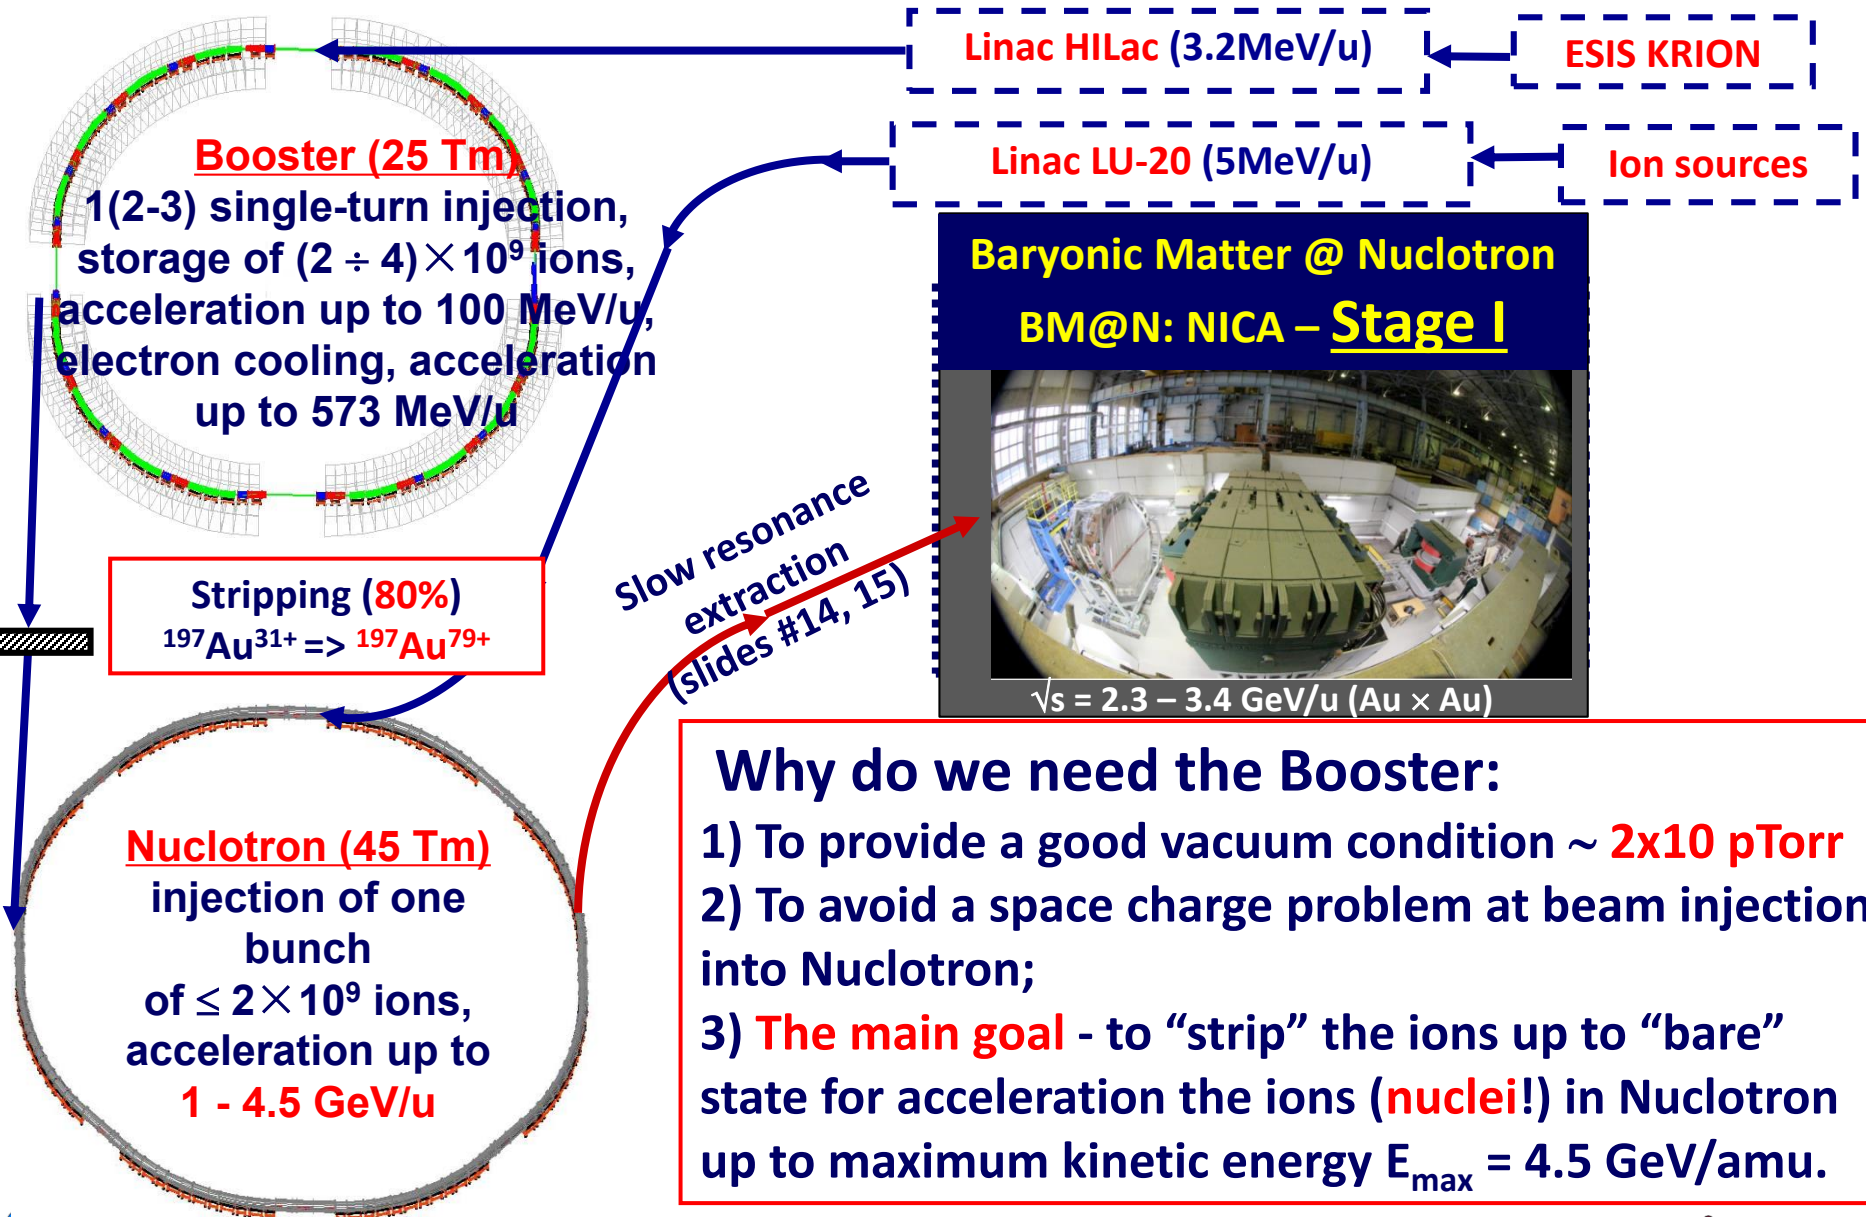 Linac HILac (3.2MeV/u)
ESIS KRION
Linac LU-20 (5MeV/u)
Ion sources
Booster (25 Tm)
1(2-3) single-turn injection,
storage of (2 ÷ 4)×10⁹ ions,
acceleration up to 100 MeV/u,
electron cooling, acceleration
up to 573 MeV/u
Baryonic Matter @ Nuclotron
BM@N: NICA – Stage I
√s = 2.3 – 3.4 GeV/u (Au × Au)
Slow resonance
extraction
(slides #14, 15)
Stripping (80%)
¹⁹⁷Au³¹⁺ => ¹⁹⁷Au⁷⁹⁺
Nuclotron (45 Tm)
injection of one
bunch
of ≤ 2×10⁹ ions,
acceleration up to
1 - 4.5 GeV/u
Why do we need the Booster:
1) To provide a good vacuum condition ~ 2x10 pTorr
2) To avoid a space charge problem at beam injection
into Nuclotron;
3) The main goal - to “strip” the ions up to “bare”
state for acceleration the ions (nuclei!) in Nuclotron
up to maximum kinetic energy Eₘₐₓ = 4.5 GeV/amu.